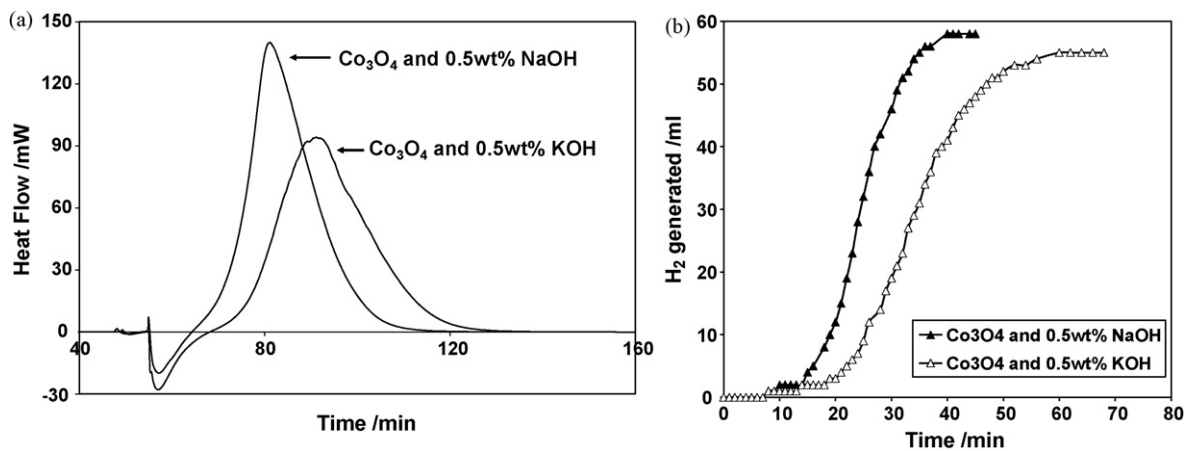 (a)
150
120
90
60
30
0
-30
40
80
120
160
Heat Flow /mW
Time /min
Co₃O₄ and 0.5wt% NaOH
Co₃O₄ and 0.5wt% KOH
(b)
60
50
40
30
20
10
0
0 10 20 30 40 50 60 70 80
H₂ generated /ml
Time /min
Co3O4 and 0.5wt% NaOH
Co3O4 and 0.5wt% KOH